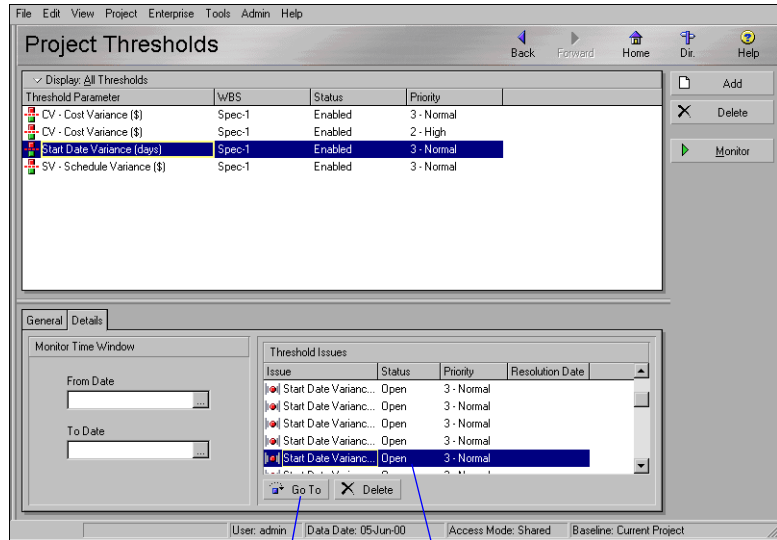 File Edit View Project Enterprise Tools Admin Help
Project Thresholds
Back Forward Home Dir. Help
Display: All Thresholds
Threshold Parameter WBS Status Priority
CV - Cost Variance ($) Spec-1 Enabled 3 - Normal
CV - Cost Variance ($) Spec-1 Enabled 2 - High
Start Date Variance (days) Spec-1 Enabled 3 - Normal
SV - Schedule Variance ($) Spec-1 Enabled 3 - Normal
Add
Delete
Monitor
General Details
Monitor Time Window
From Date
...
To Date
...
Threshold Issues
Issue Status Priority Resolution Date
Start Date Varianc... Open 3 - Normal
Start Date Varianc... Open 3 - Normal
Start Date Varianc... Open 3 - Normal
Start Date Varianc... Open 3 - Normal
Start Date Varianc... Open 3 - Normal
Go To Delete
User: admin Data Date: 05-Jun-00 Access Mode: Shared Baseline: Current Project